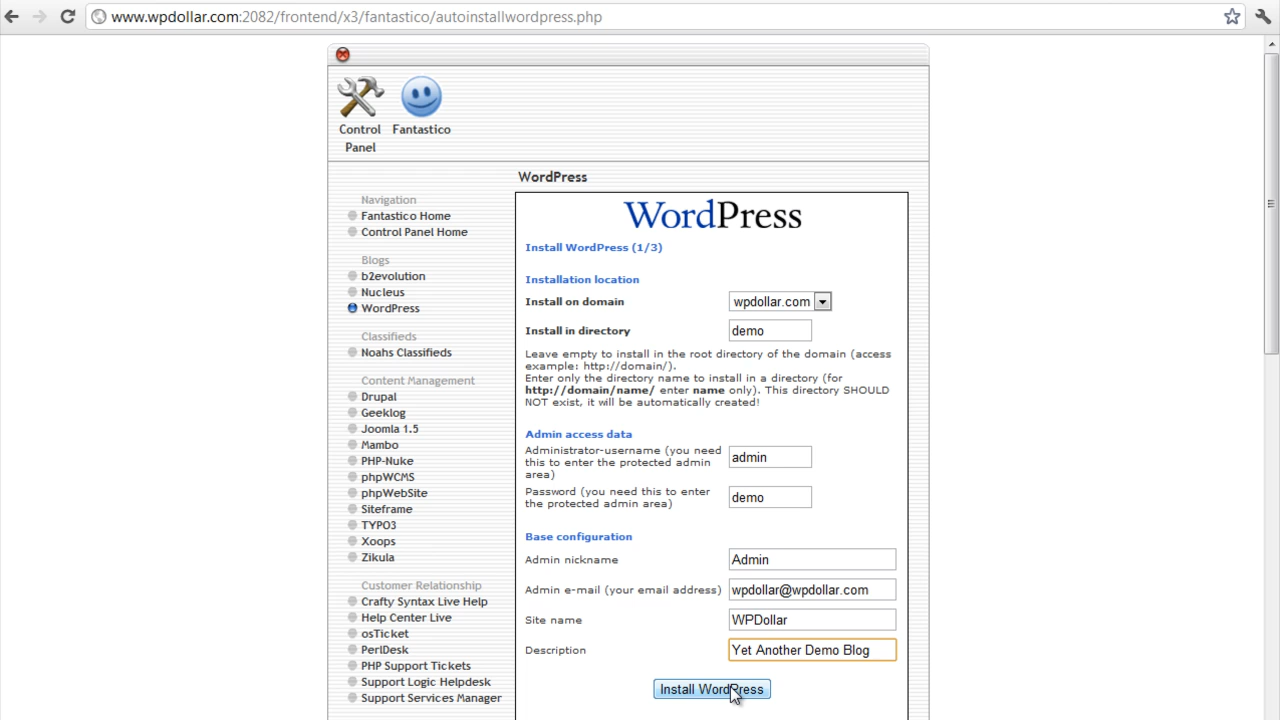 www.wpdollar.com:2082/frontend/x3/fantastico/autoinstallwordpress.php
Control Panel
Fantastico
Navigation
Fantastico Home
Control Panel Home
Blogs
b2evolution
Nucleus
WordPress
Classifieds
Noahs Classifieds
Content Management
Drupal
Geeklog
Joomla 1.5
Mambo
PHP-Nuke
phpWCMS
phpWebSite
Siteframe
TYPO3
Xoops
Zikula
Customer Relationship
Crafty Syntax Live Help
Help Center Live
osTicket
PerlDesk
PHP Support Tickets
Support Logic Helpdesk
Support Services Manager
WordPress
WordPress
Install WordPress (1/3)
Installation location
Install on domain wpdollar.com
Install in directory demo
Leave empty to install in the root directory of the domain (access
example: http://domain/).
Enter only the directory name to install in a directory (for
http://domain/name/ enter name only). This directory SHOULD
NOT exist, it will be automatically created!
Admin access data
Administrator-username (you need
this to enter the protected admin
area)
admin
Password (you need this to enter
the protected admin area)
demo
Base configuration
Admin nickname Admin
Admin e-mail (your email address) wpdollar@wpdollar.com
Site name WPDollar
Description Yet Another Demo Blog
Install WordPress